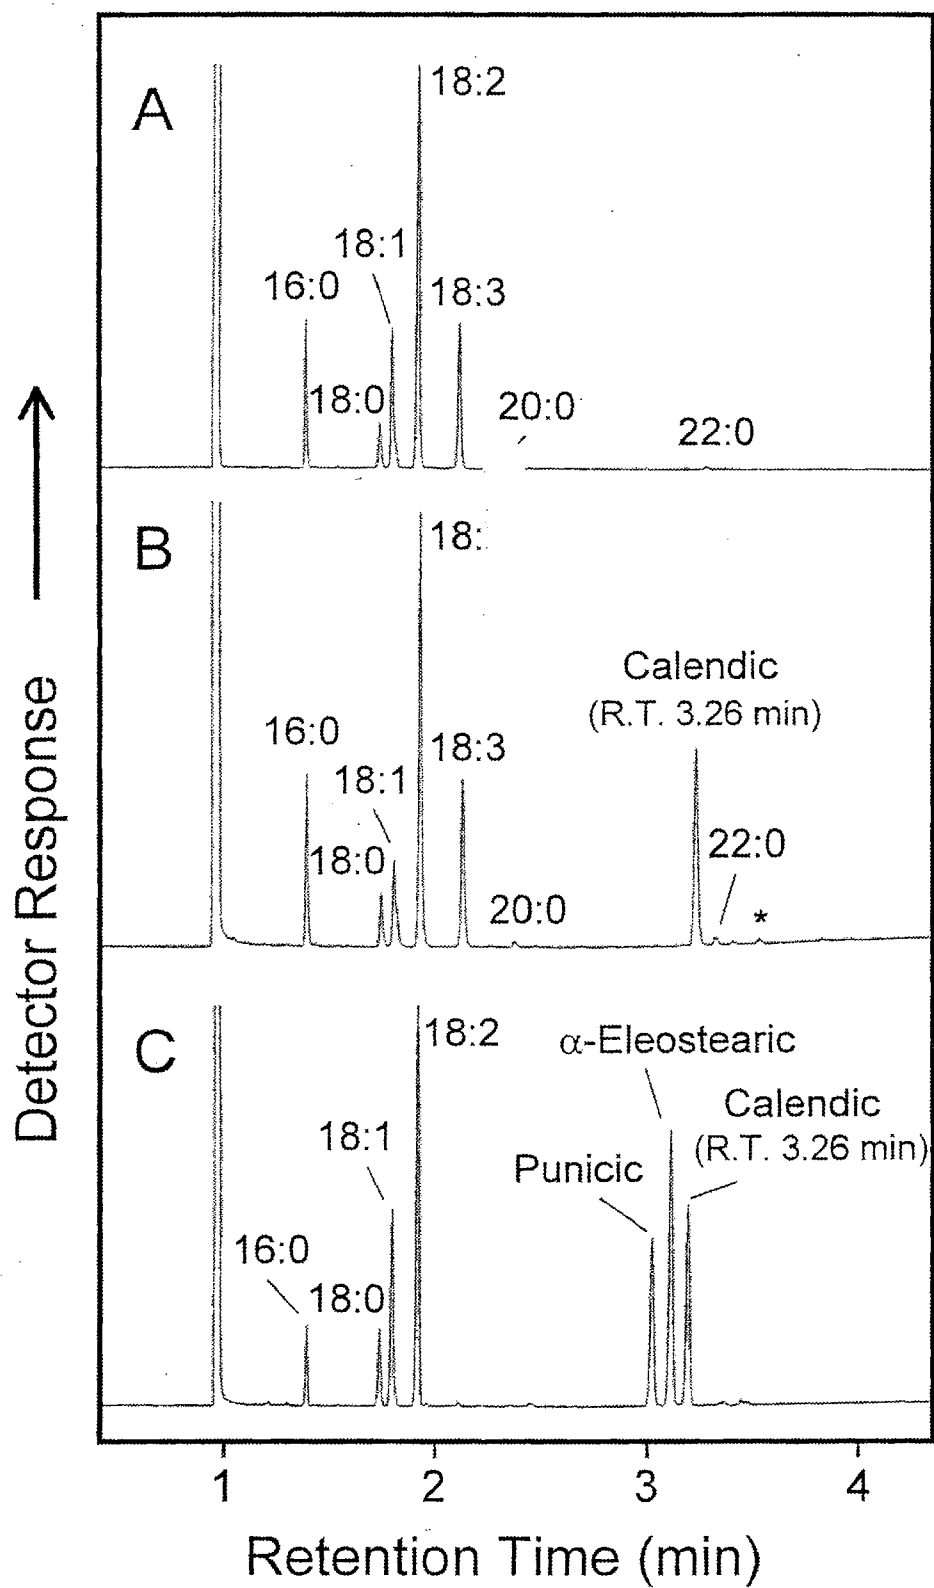 A
18:2
18:1
16:0
18:3
18:0
20:0
22:0
B
18:
Calendic
(R.T. 3.26 min)
16:0
18:3
18:1
18:0
22:0
20:0
*
C
18:2
α-Eleostearic
Calendic
18:1
(R.T. 3.26 min)
Punicic
16:0
18:0
Detector Response
1 2 3 4
Retention Time (min)